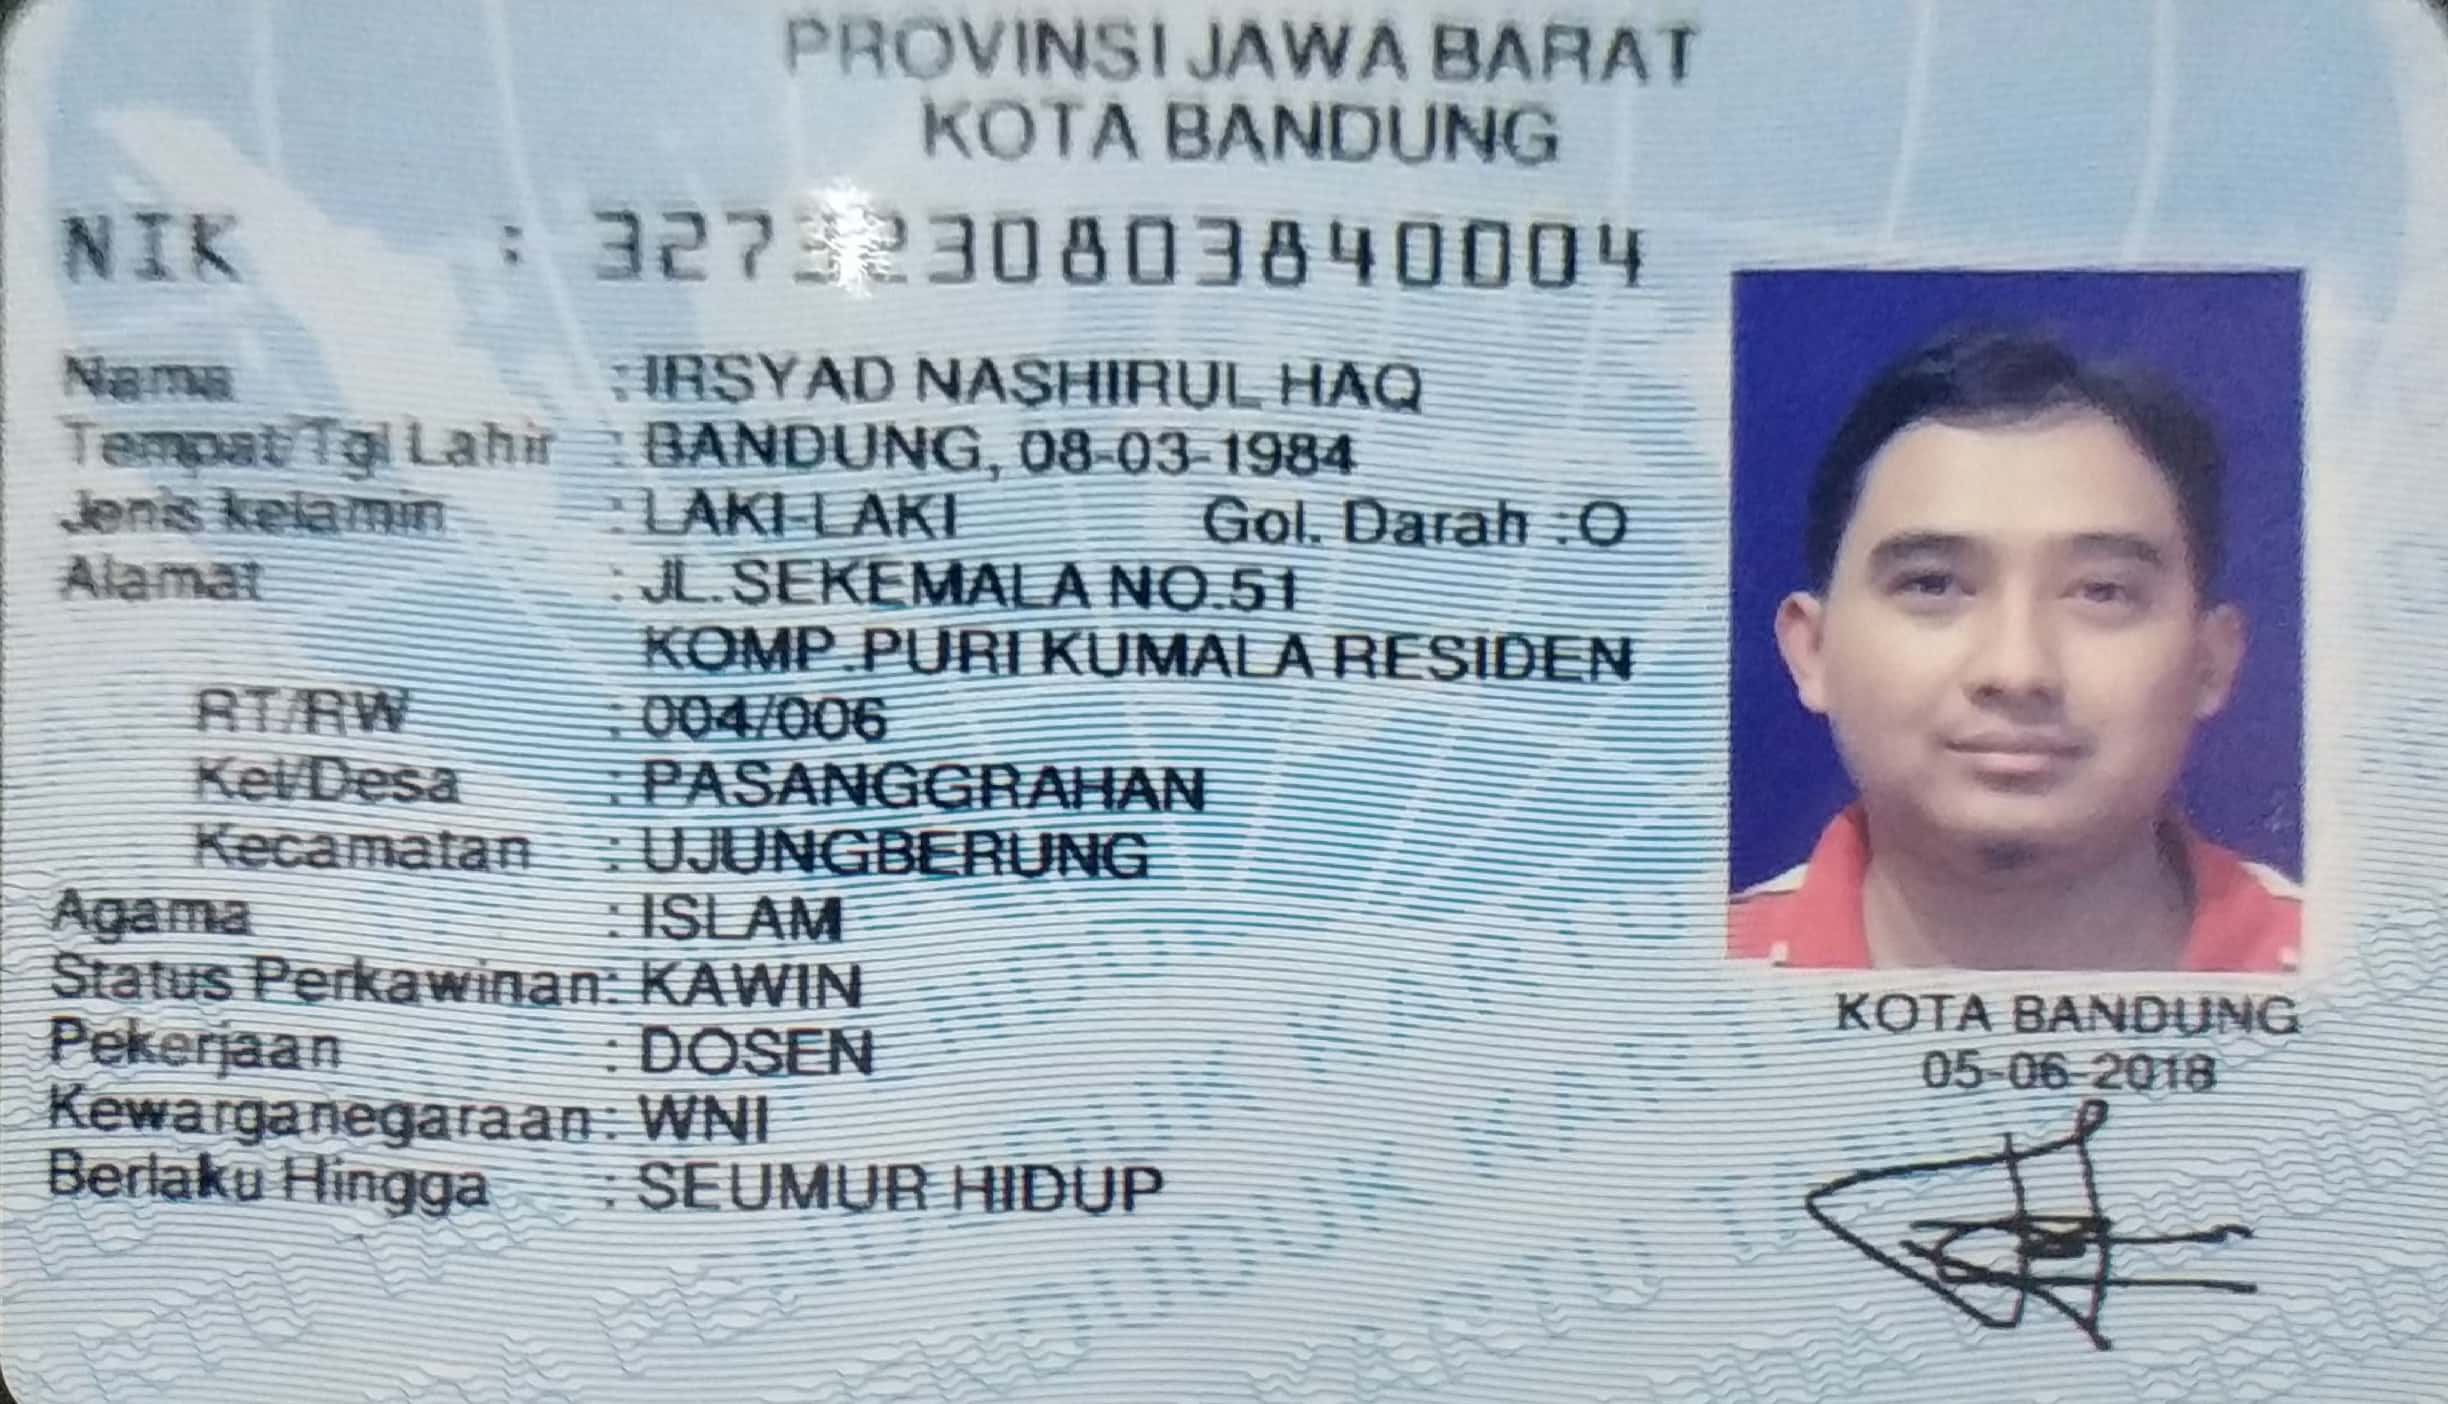 PROVINSI JAWA BARAT
KOTA BANDUNG
NIK :
Nama : IRSYAD NASHIRUL HAQ
Tempat/Tgl Lahir : BANDUNG, 08-03-1984
Jenis kelamin : LAKI-LAKI Gol. Darah : O
Alamat : JL.SEKEMALA NO.51
KOMP.PURI KUMALA RESIDEN
RT/RW : 004/006
Kel/Desa : PASANGGRAHAN
Kecamatan : UJUNGBERUNG
Agama : ISLAM
Status Perkawinan: KAWIN
Pekerjaan : DOSEN
Kewarganegaraan: WNI
Berlaku Hingga : SEUMUR HIDUP
KOTA BANDUNG
05-06-2018